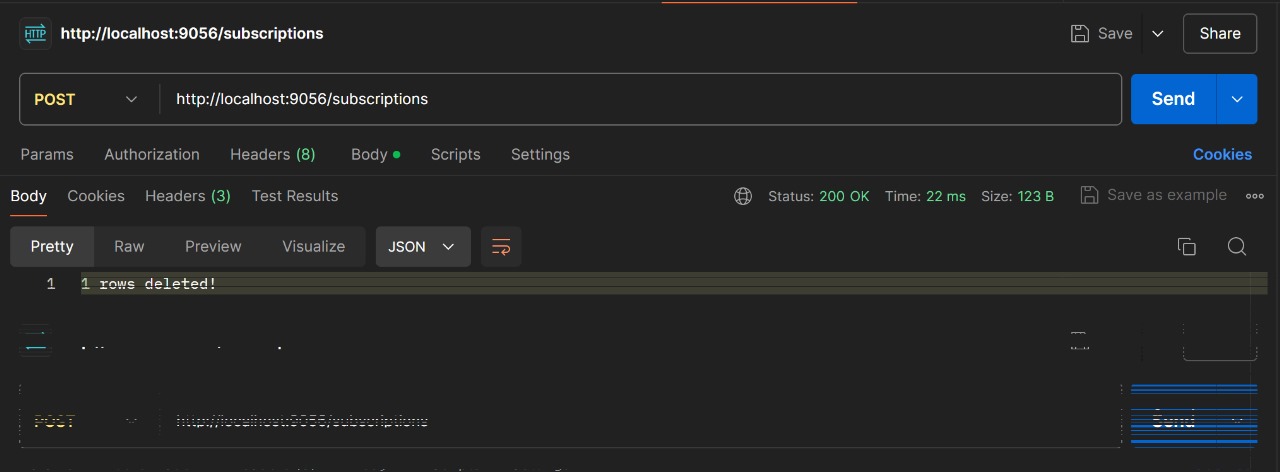 HTTP http://localhost:9056/subscriptions Save Share
POST http://localhost:9056/subscriptions Send
Params Authorization Headers (8) Body Scripts Settings Cookies
Body Cookies Headers (3) Test Results Status: 200 OK Time: 22 ms Size: 123 B Save as example
Pretty Raw Preview Visualize JSON
1 1 rows deleted!
POST http://localhost:9056/subscriptions Send